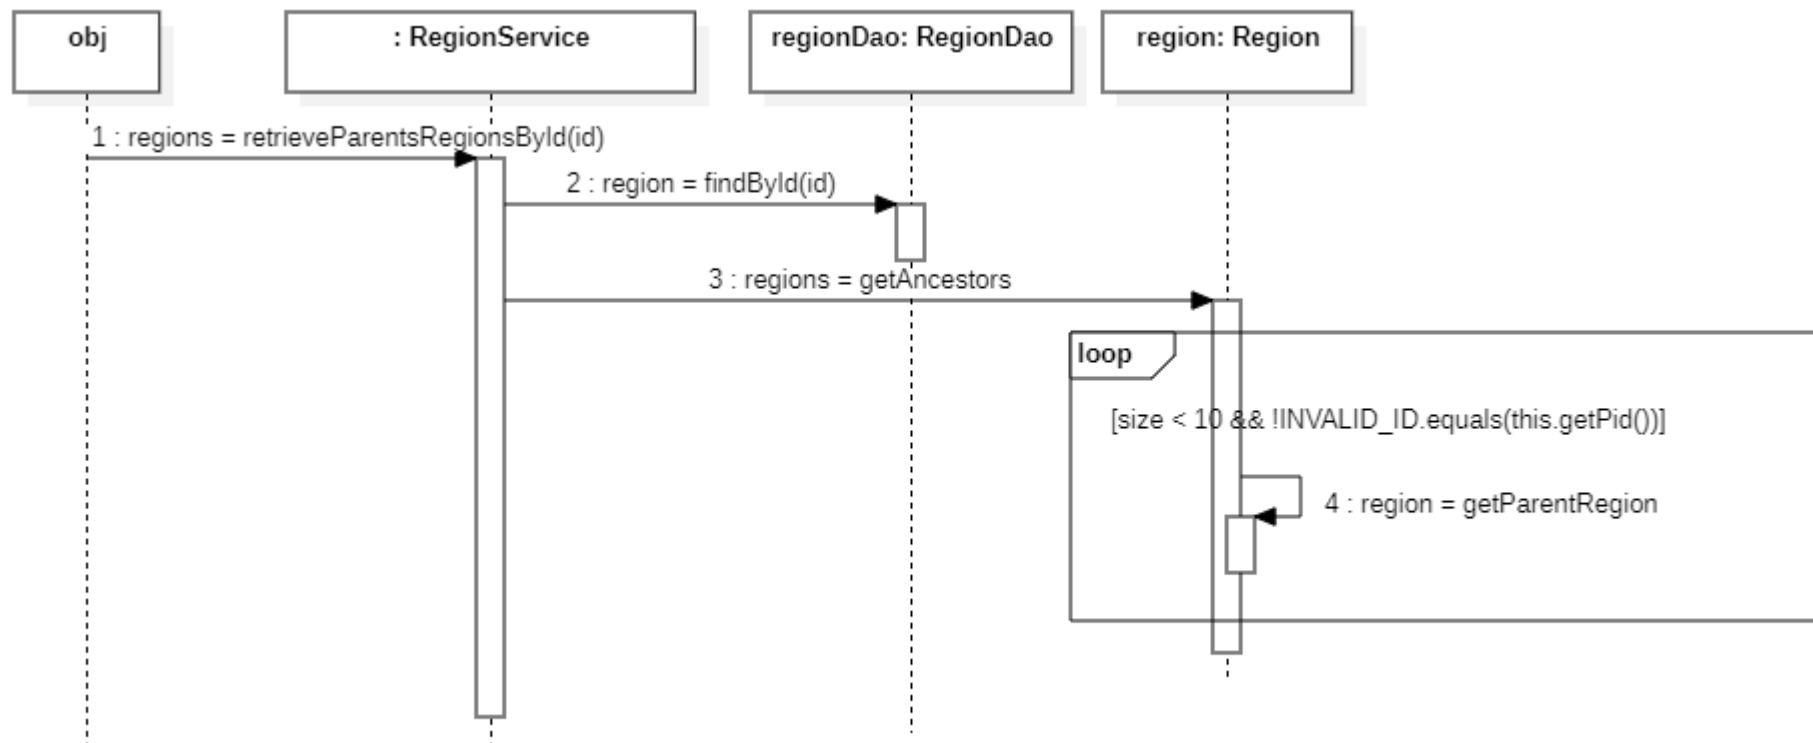 obj
: RegionService
regionDao: RegionDao
region: Region
1 : regions = retrieveParentsRegionsById(id)
2 : region = findById(id)
3 : regions = getAncestors
loop
[size < 10 && !INVALID_ID.equals(this.getPid())]
4 : region = getParentRegion